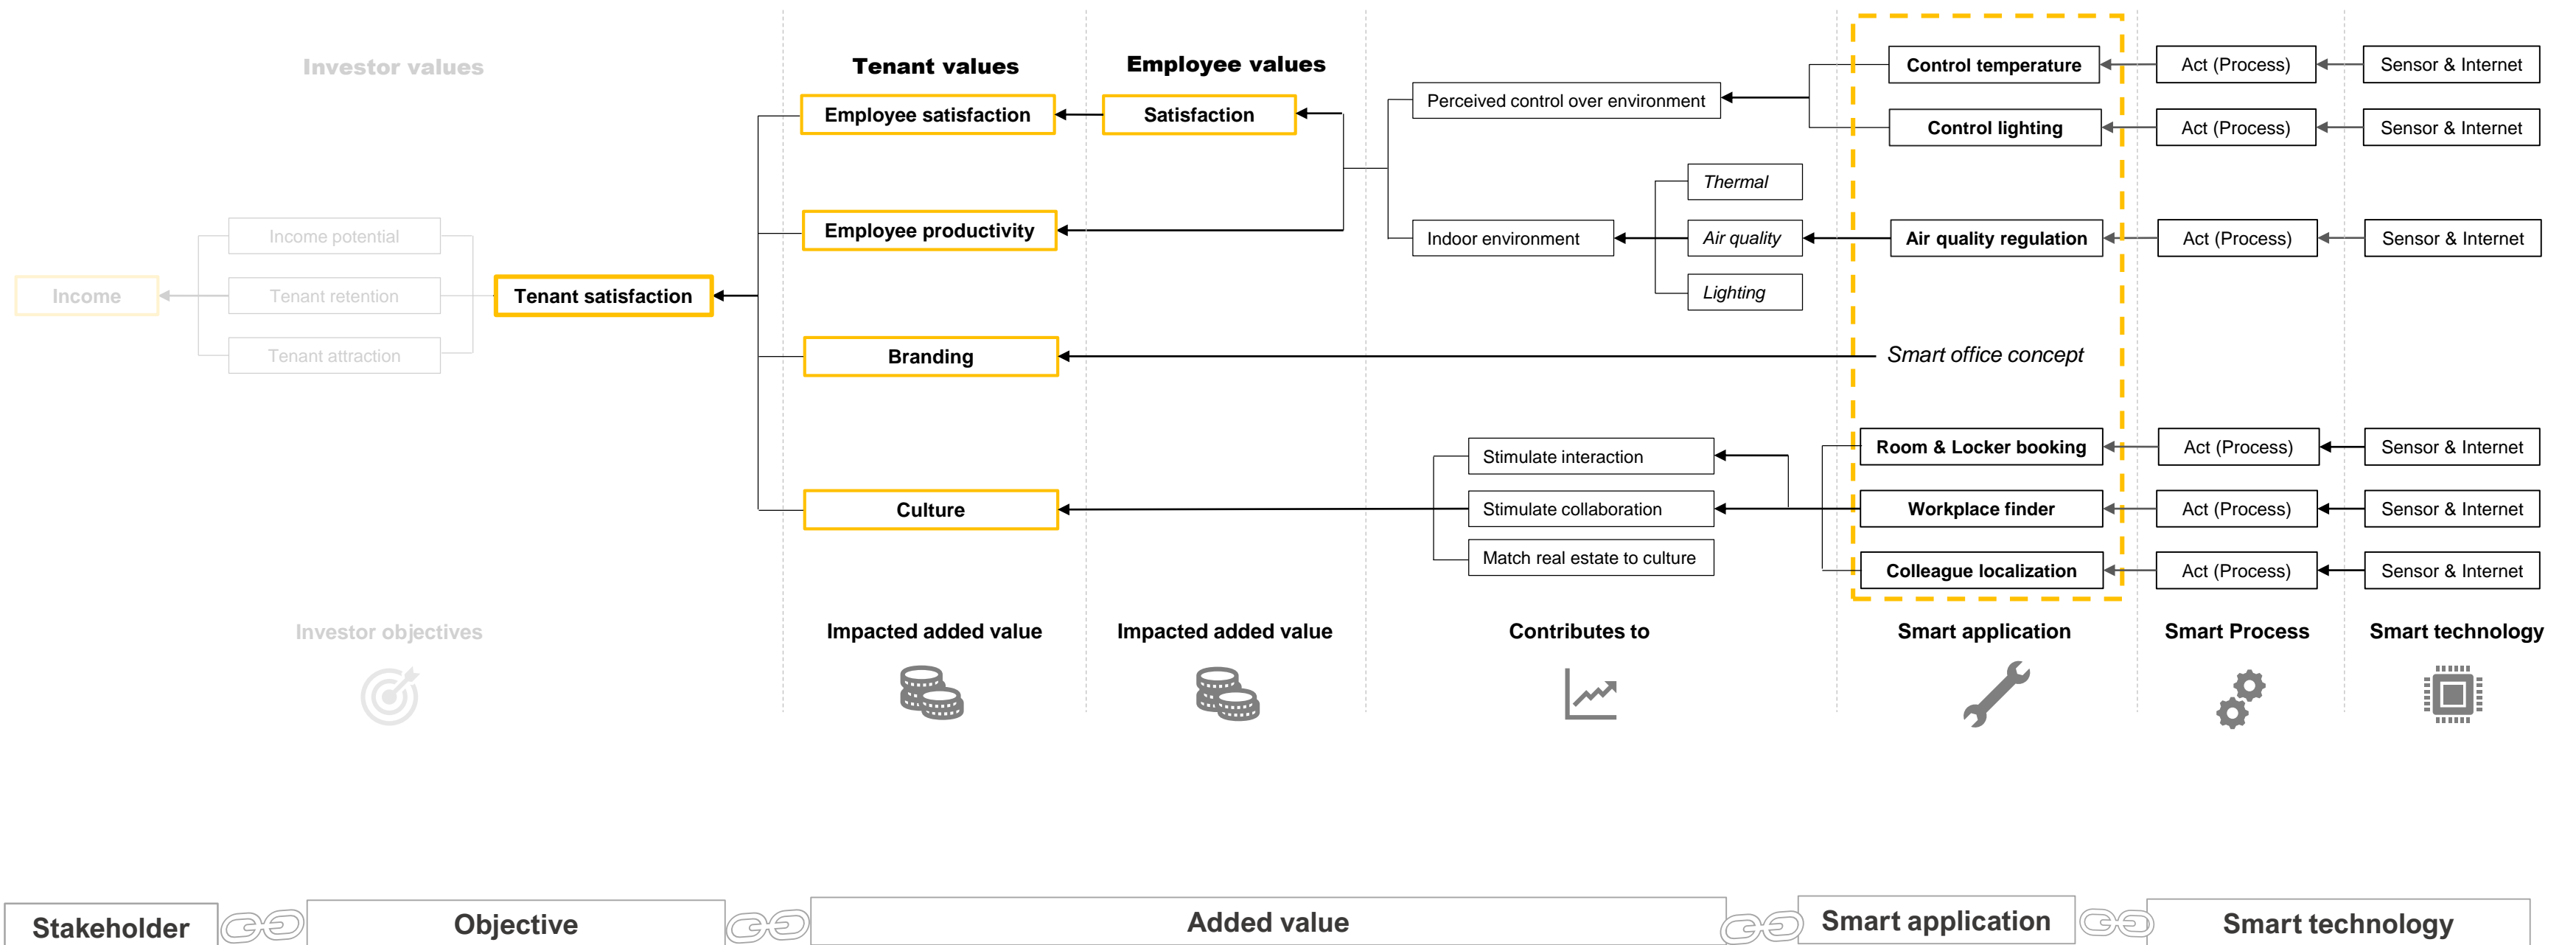 Investor values
Tenant values
Employee values
Control temperature
Act (Process)
Sensor & Internet
Employee satisfaction
Satisfaction
Perceived control over environment
Control lighting
Act (Process)
Sensor & Internet
Thermal
Income potential
Employee productivity
Indoor environment
Air quality
Air quality regulation
Act (Process)
Sensor & Internet
Income
Tenant retention
Tenant satisfaction
Lighting
Tenant attraction
Branding
Smart office concept
Stimulate interaction
Room & Locker booking
Act (Process)
Sensor & Internet
Culture
Stimulate collaboration
Workplace finder
Act (Process)
Sensor & Internet
Match real estate to culture
Colleague localization
Act (Process)
Sensor & Internet
Investor objectives
Impacted added value
Impacted added value
Contributes to
Smart application
Smart Process
Smart technology
Stakeholder
Objective
Added value
Smart application
Smart technology